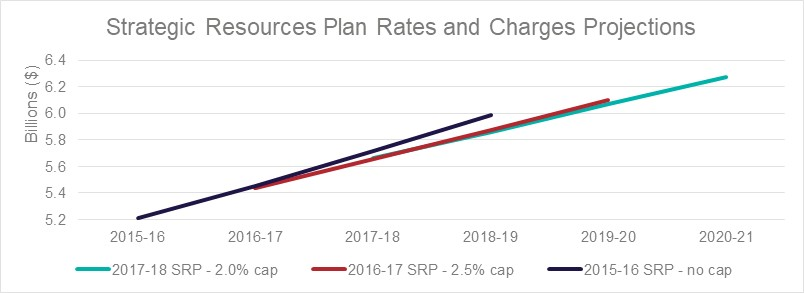 Strategic Resources Plan Rates and Charges Projections
Billions ($)
6.4
6.2
6.0
5.8
5.6
5.4
5.2
2015-16 2016-17 2017-18 2018-19 2019-20 2020-21
2017-18 SRP - 2.0% cap 2016-17 SRP - 2.5% cap 2015-16 SRP - no cap